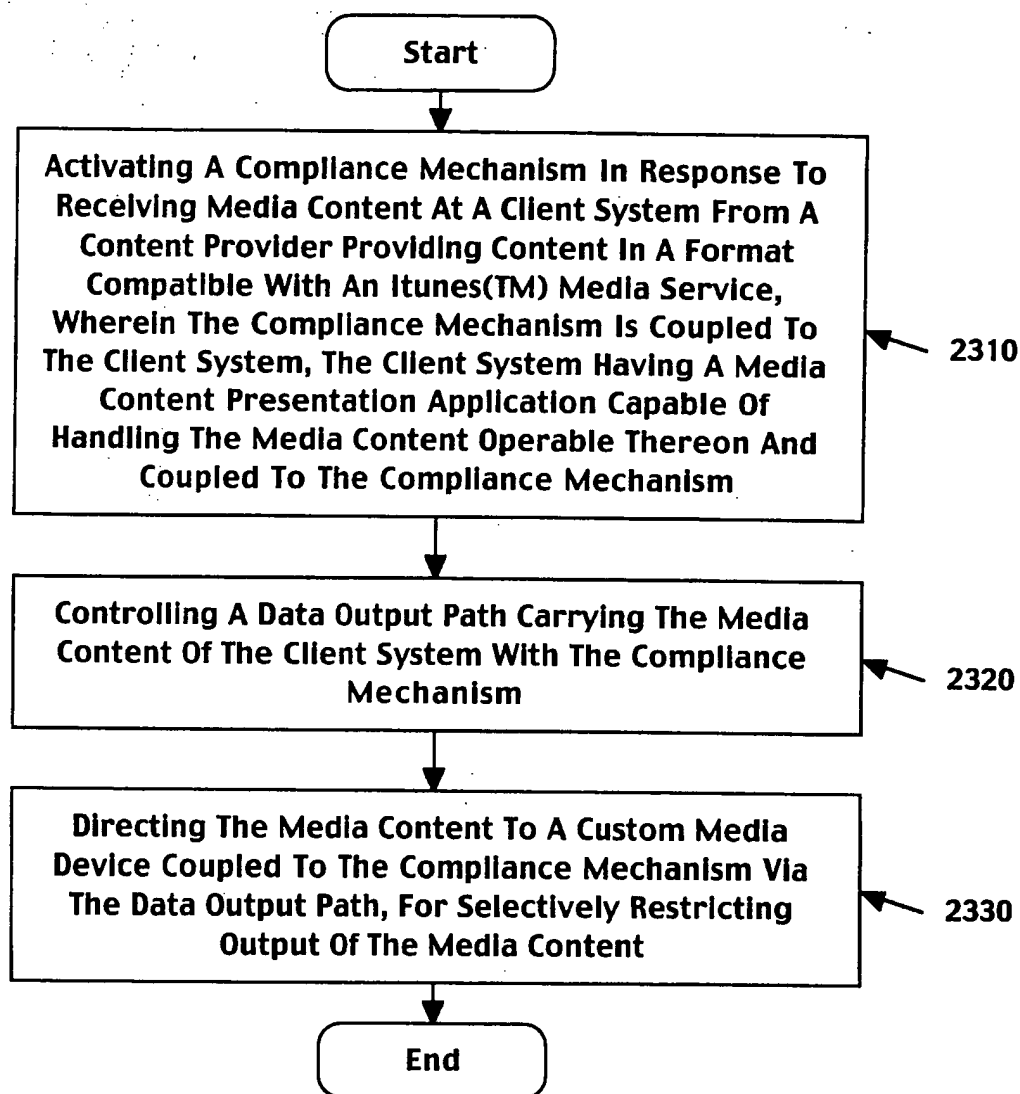 Start
Activating A Compliance Mechanism In Response To
Receiving Media Content At A Client System From A
Content Provider Providing Content In A Format
Compatible With An Itunes(TM) Media Service,
Wherein The Compliance Mechanism Is Coupled To
The Client System, The Client System Having A Media
Content Presentation Application Capable Of
Handling The Media Content Operable Thereon And
Coupled To The Compliance Mechanism
2310
Controlling A Data Output Path Carrying The Media
Content Of The Client System With The Compliance
Mechanism
2320
Directing The Media Content To A Custom Media
Device Coupled To The Compliance Mechanism Via
The Data Output Path, For Selectively Restricting
Output Of The Media Content
2330
End